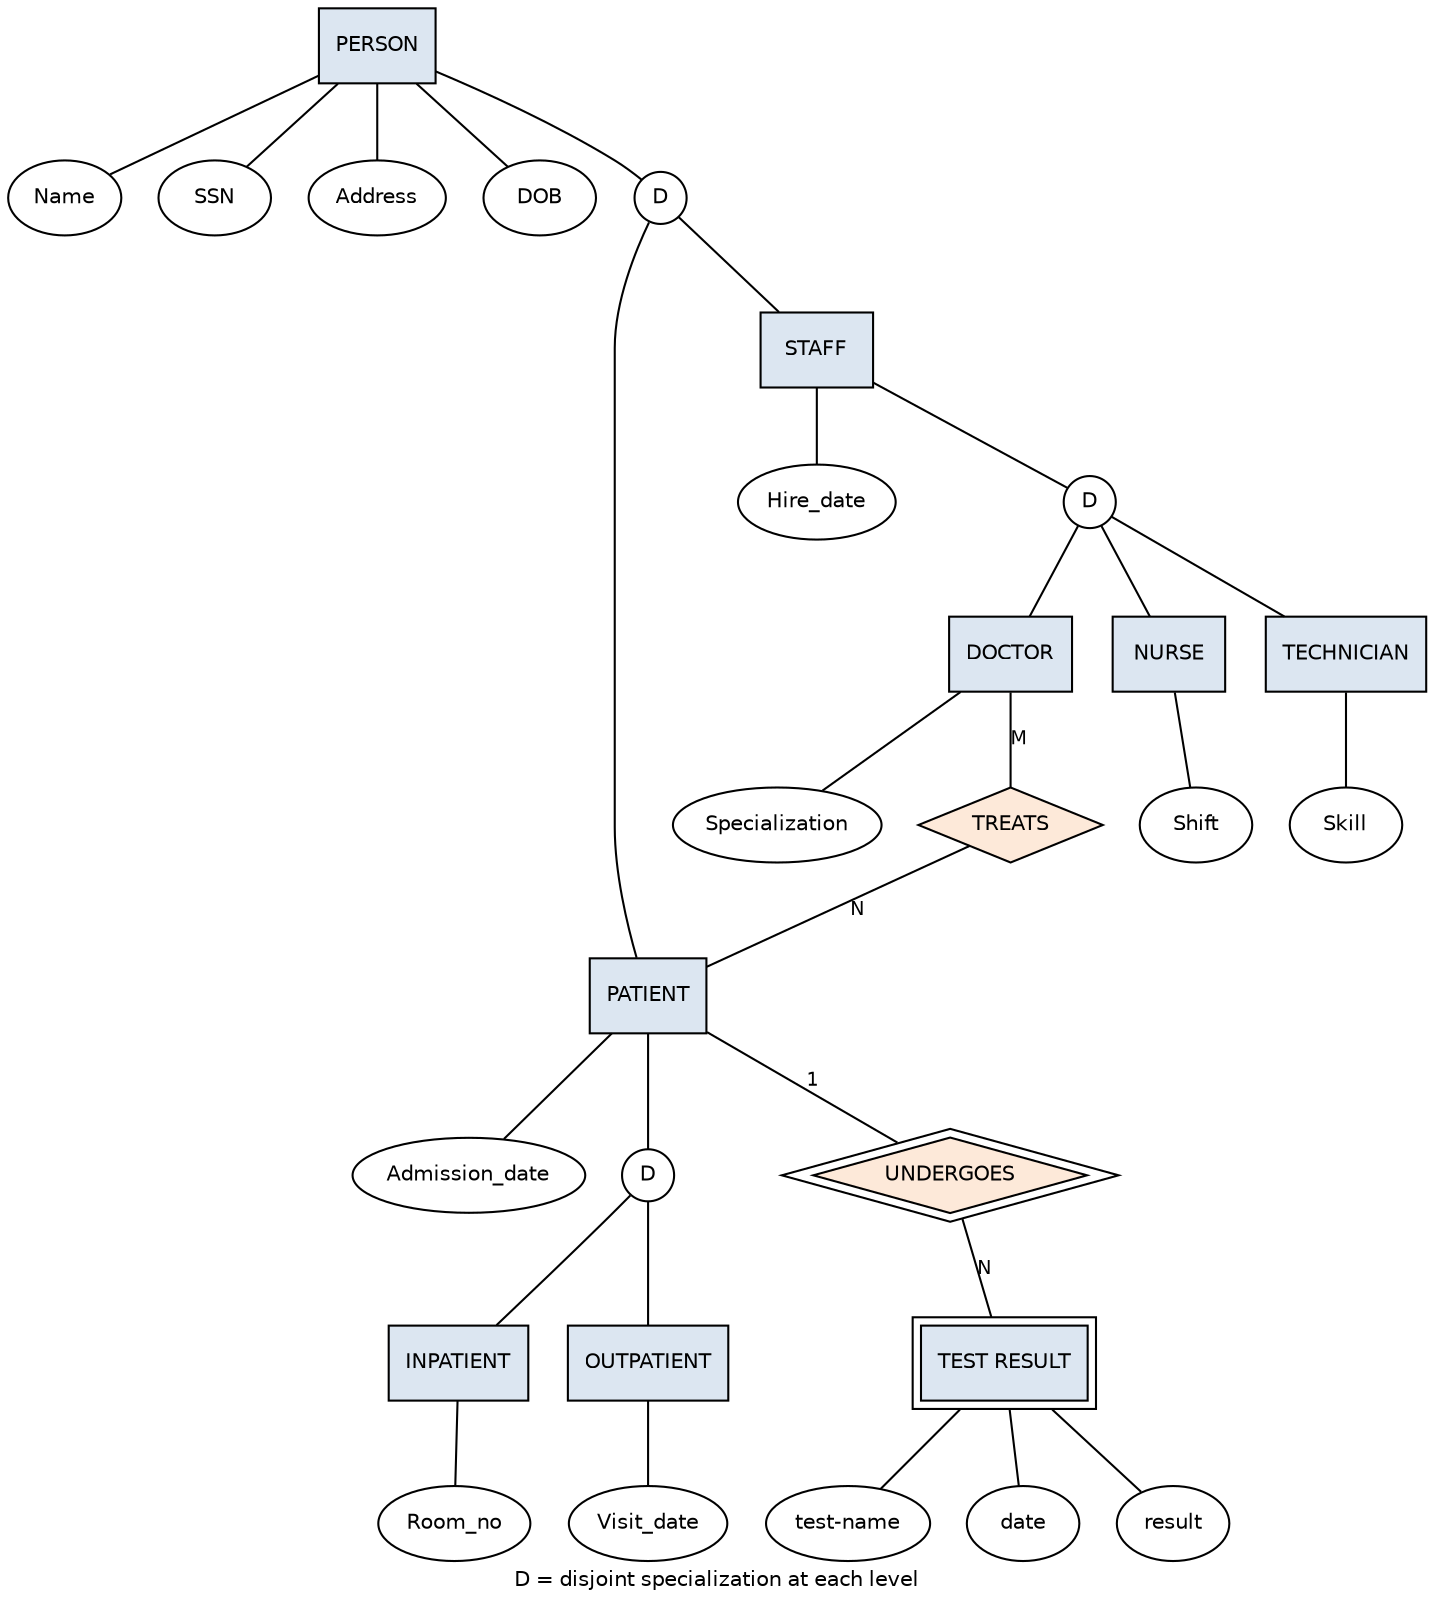 PERSON
Name
SSN
Address
DOB
D
STAFF
Hire_date
D
DOCTOR
NURSE
TECHNICIAN
M
Specialization
TREATS
Shift
Skill
N
PATIENT
1
Admission_date
D
UNDERGOES
N
INPATIENT
OUTPATIENT
TEST RESULT
Room_no
Visit_date
test-name
date
result
D = disjoint specialization at each level